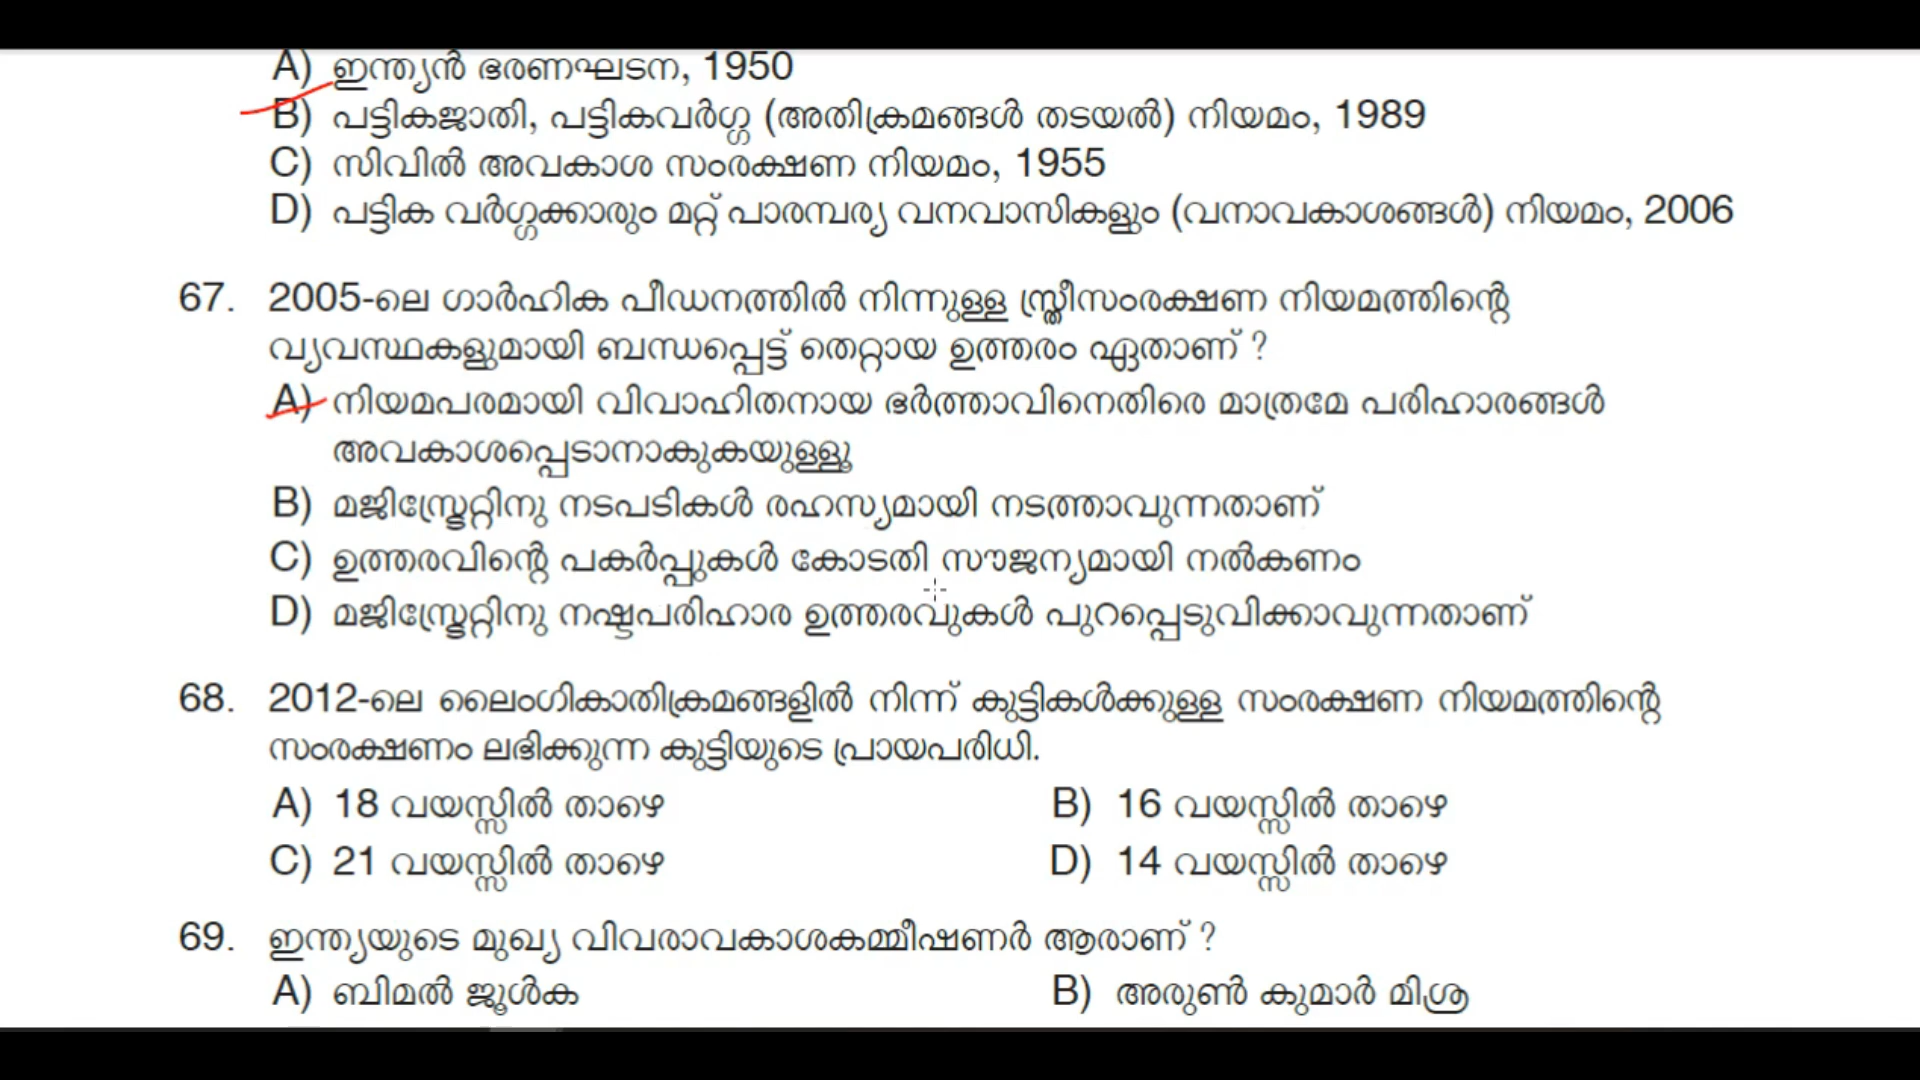 A) ഇന്ത്യൻ ഭരണഘടന, 1950
B) പട്ടികജാതി, പട്ടികവർഗ്ഗ (അതിക്രമങ്ങൾ തടയൽ) നിയമം, 1989
C) സിവിൽ അവകാശ സംരക്ഷണ നിയമം, 1955
D) പട്ടിക വർഗ്ഗക്കാരും മറ്റ് പാരമ്പര്യ വനവാസികളും (വനാവകാശങ്ങൾ) നിയമം, 2006
67. 2005-ലെ ഗാർഹിക പീഡനത്തിൽ നിന്നുള്ള സ്ത്രീസംരക്ഷണ നിയമത്തിന്റെ
വ്യവസ്ഥകളുമായി ബന്ധപ്പെട്ട് തെറ്റായ ഉത്തരം ഏതാണ് ?
A) നിയമപരമായി വിവാഹിതനായ ഭർത്താവിനെതിരെ മാത്രമേ പരിഹാരങ്ങൾ
അവകാശപ്പെടാനാകുകയുള്ളൂ
B) മജിസ്ട്രേറ്റിനു നടപടികൾ രഹസ്യമായി നടത്താവുന്നതാണ്
C) ഉത്തരവിന്റെ പകർപ്പുകൾ കോടതി സൗജന്യമായി നൽകണം
D) മജിസ്ട്രേറ്റിനു നഷ്ടപരിഹാര ഉത്തരവുകൾ പുറപ്പെടുവിക്കാവുന്നതാണ്
68. 2012-ലെ ലൈംഗികാതിക്രമങ്ങളിൽ നിന്ന് കുട്ടികൾക്കുള്ള സംരക്ഷണ നിയമത്തിന്റെ
സംരക്ഷണം ലഭിക്കുന്ന കുട്ടിയുടെ പ്രായപരിധി.
A) 18 വയസ്സിൽ താഴെ B) 16 വയസ്സിൽ താഴെ
C) 21 വയസ്സിൽ താഴെ D) 14 വയസ്സിൽ താഴെ
69. ഇന്ത്യയുടെ മുഖ്യ വിവരാവകാശകമ്മീഷണർ ആരാണ് ?
A) ബിമൽ ജൂൾക B) അരുൺ കുമാർ മിശ്ര